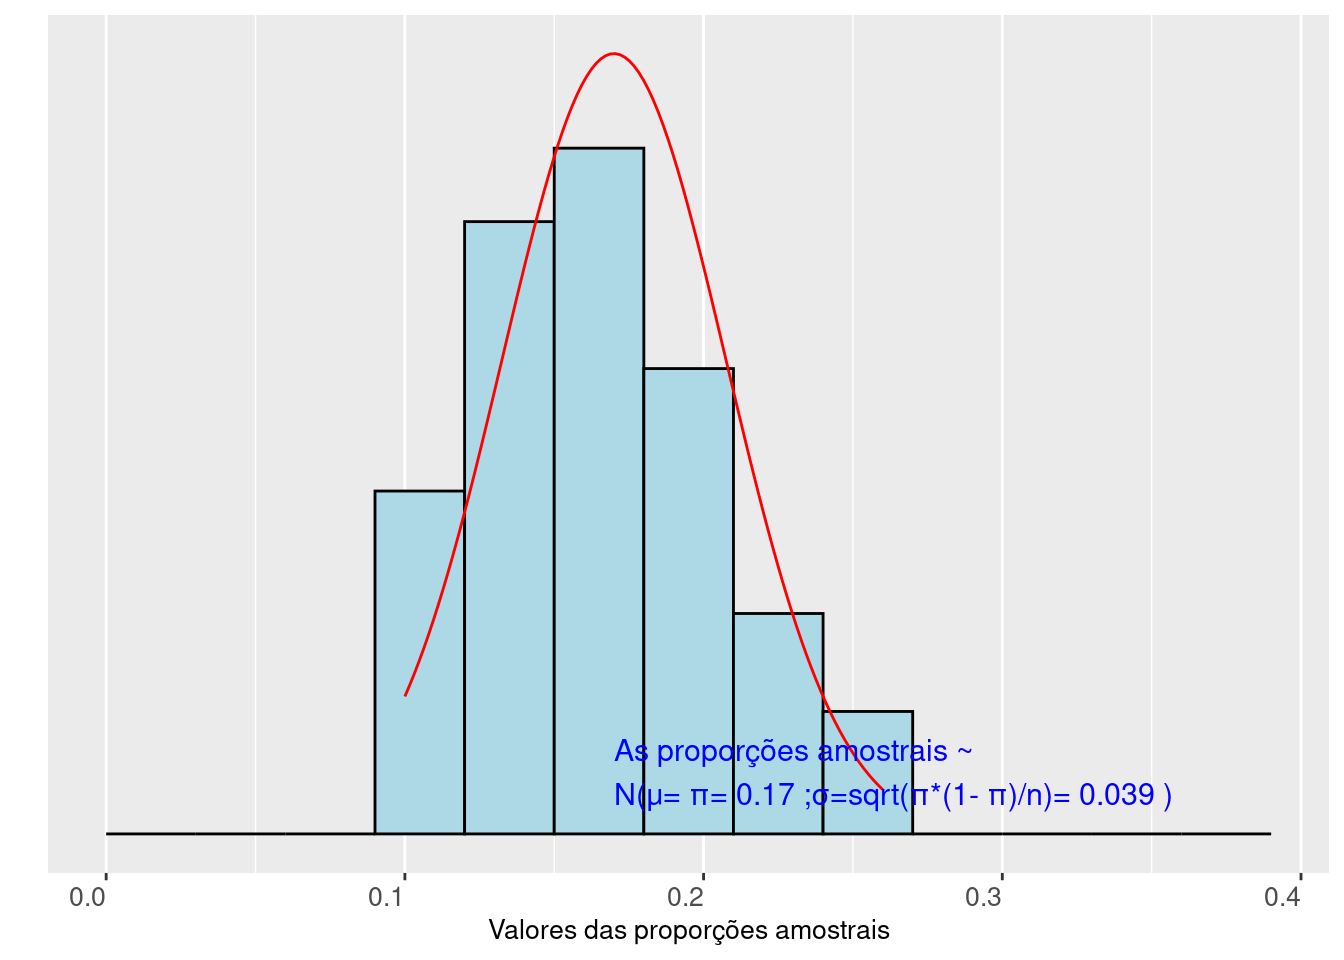 As proporções amostrais ~
N(μ= π= 0.17 ;σ=sqrt(π*(1- π)/n)= 0.039 )
0.0 0.1 0.2 0.3 0.4
Valores das proporções amostrais